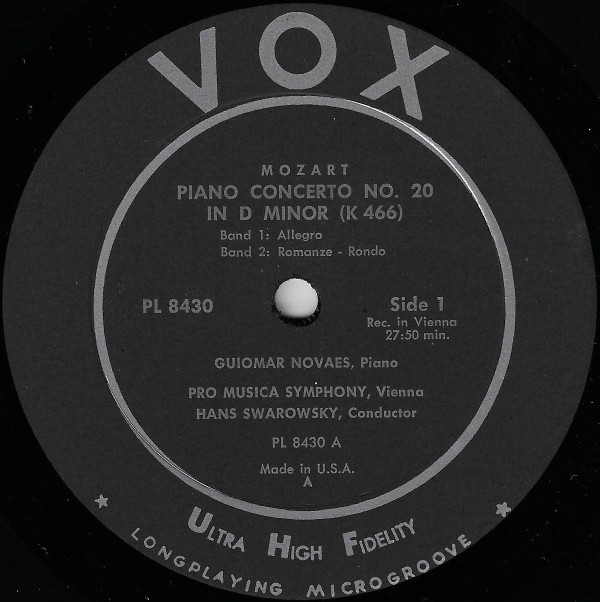 VOX
MOZART
PIANO CONCERTO NO. 20
IN D MINOR (K 466)
Band 1: Allegro
Band 2: Romanze - Rondo
PL 8430
Side 1
Rec. in Vienna
27:50 min.
GUIOMAR NOVAES, Piano
PRO MUSICA SYMPHONY, Vienna
HANS SWAROWSKY, Conductor
PL 8430 A
Made in U.S.A.
A
ULTRA HIGH FIDELITY
LONGPLAYING MICROGROOVE